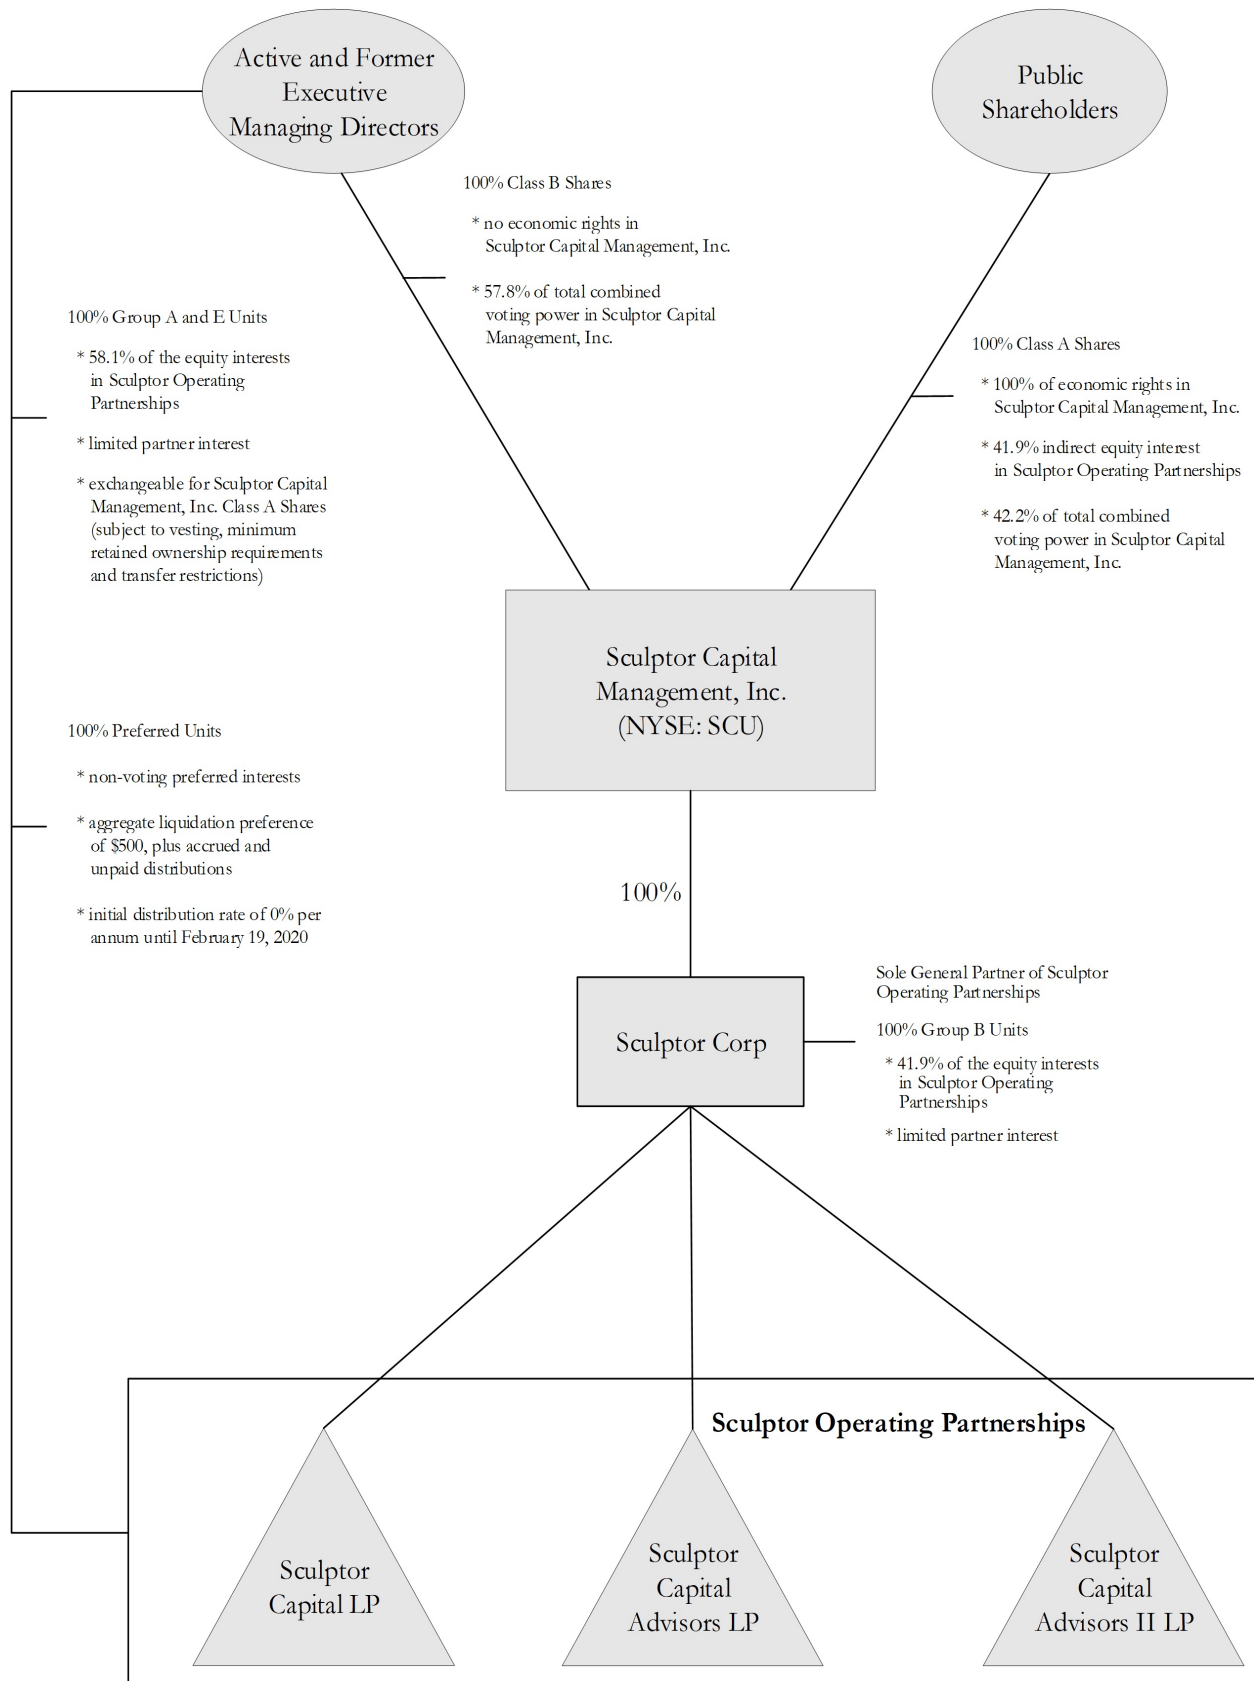 Active and Former
Executive
Managing Directors
Public
Shareholders
100% Class B Shares
* no economic rights in
Sculptor Capital Management, Inc.
* 57.8% of total combined
voting power in Sculptor Capital
Management, Inc.
100% Group A and E Units
* 58.1% of the equity interests
in Sculptor Operating
Partnerships
* limited partner interest
* exchangeable for Sculptor Capital
Management, Inc. Class A Shares
(subject to vesting, minimum
retained ownership requirements
and transfer restrictions)
100% Class A Shares
* 100% of economic rights in
Sculptor Capital Management, Inc.
* 41.9% indirect equity interest
in Sculptor Operating Partnerships
* 42.2% of total combined
voting power in Sculptor Capital
Management, Inc.
Sculptor Capital
Management, Inc.
(NYSE: SCU)
100% Preferred Units
* non-voting preferred interests
* aggregate liquidation preference
of $500, plus accrued and
unpaid distributions
* initial distribution rate of 0% per
annum until February 19, 2020
100%
Sculptor Corp
Sole General Partner of Sculptor
Operating Partnerships
100% Group B Units
* 41.9% of the equity interests
in Sculptor Operating
Partnerships
* limited partner interest
Sculptor Operating Partnerships
Sculptor
Capital LP
Sculptor
Capital
Advisors LP
Sculptor
Capital
Advisors II LP